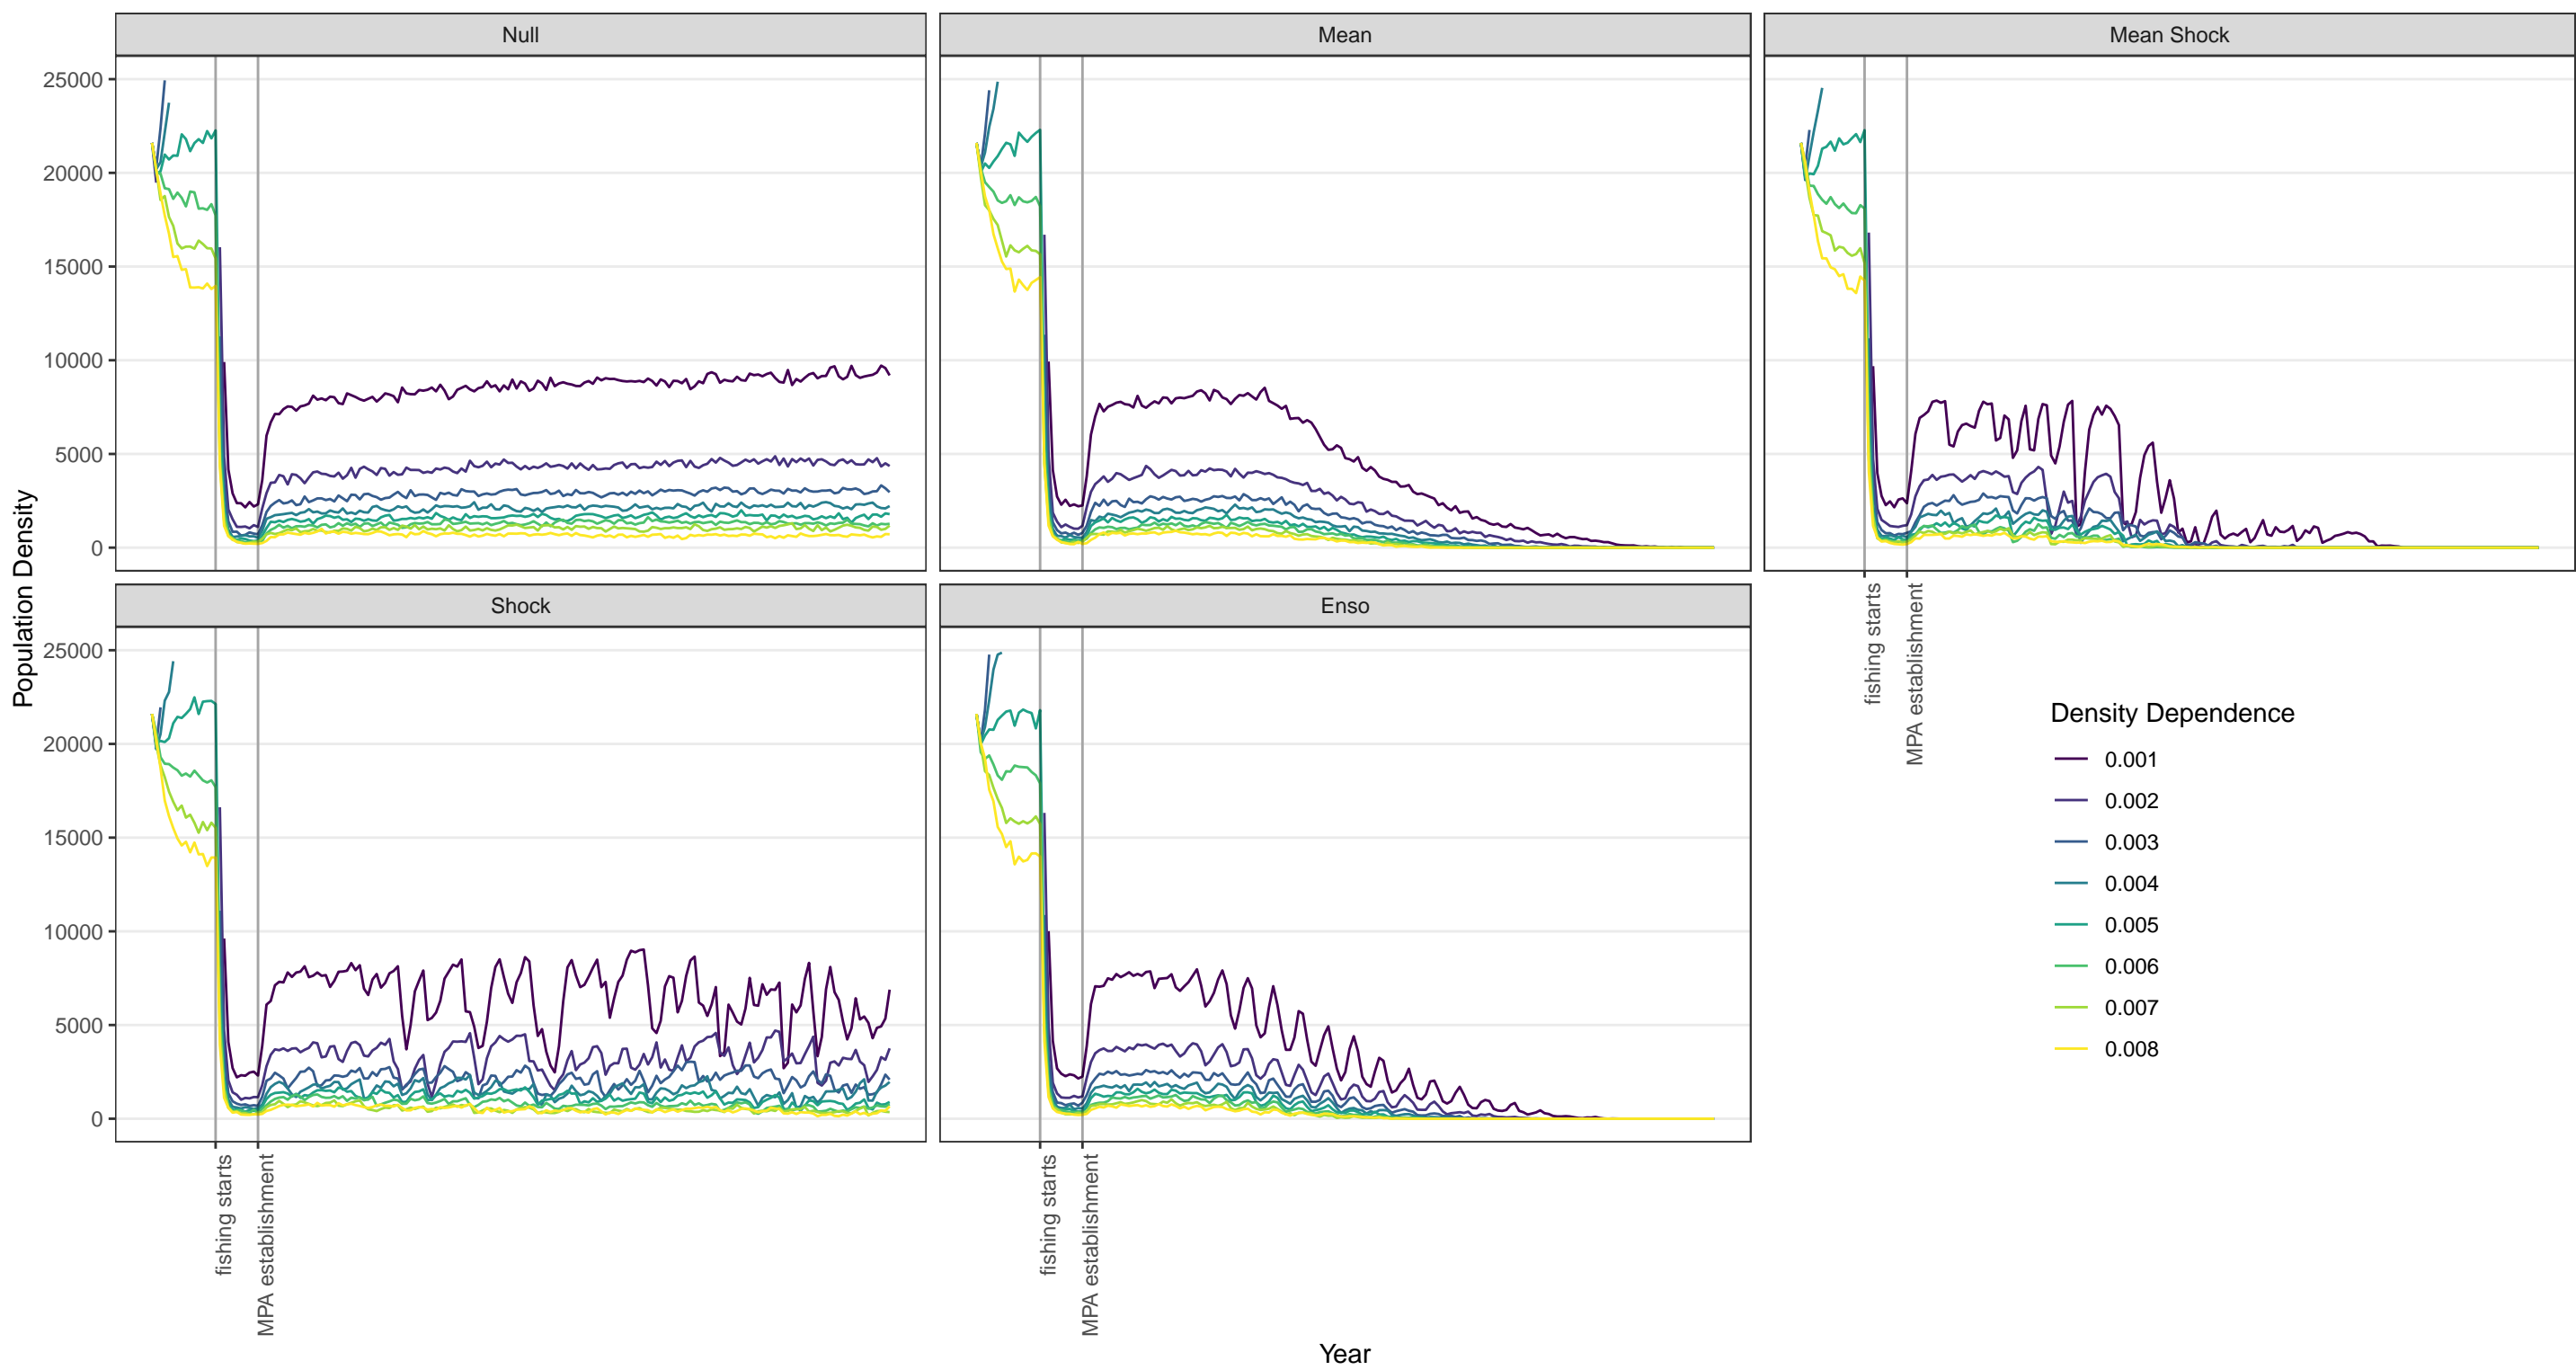 Null
Mean
Mean Shock
25000
20000
15000
10000
5000
0
Population Density
fishing starts
MPA establishment
Shock
Enso
25000
20000
15000
10000
5000
0
fishing starts
MPA establishment
fishing starts
MPA establishment
Year
Density Dependence
0.001
0.002
0.003
0.004
0.005
0.006
0.007
0.008